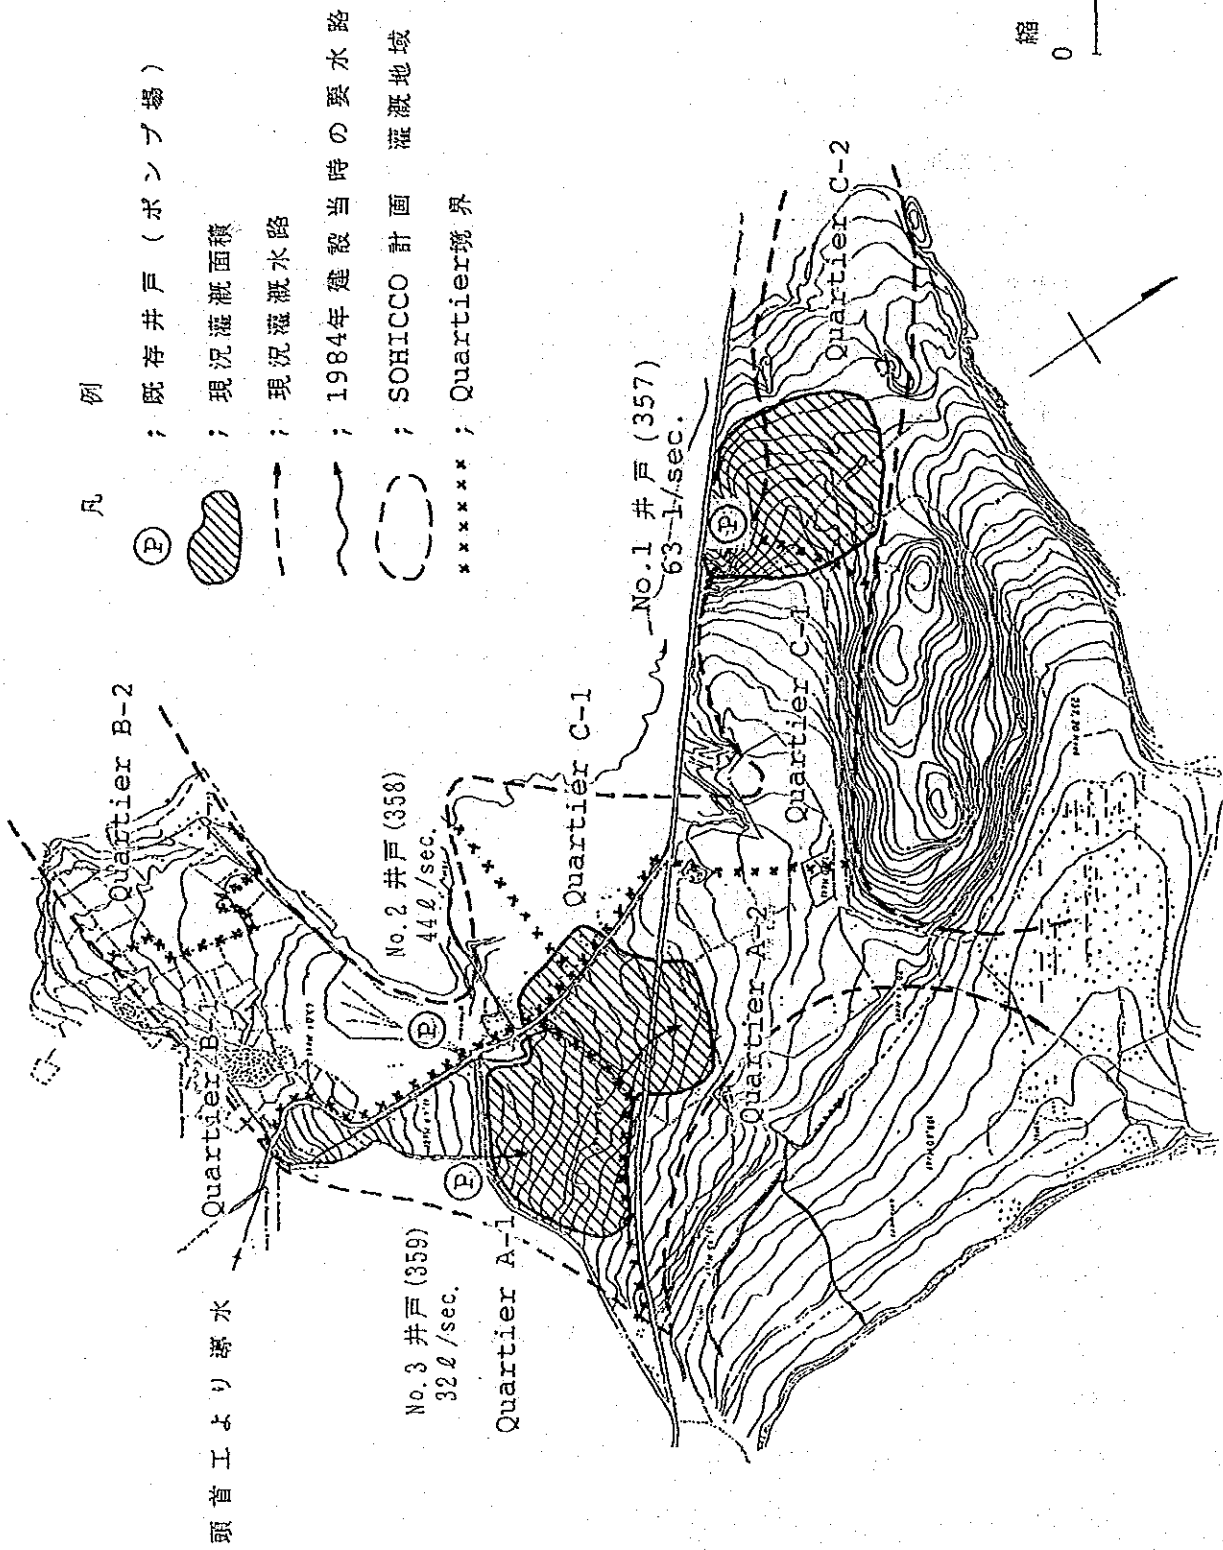 凡例
Ⓟ ; 既存井戸 (ポンプ場)
; 現況灌漑面積
; 現況灌漑水路
; 1984年建設当時の要水路
; SOHICCO 計画 灌漑地域
; Quartier境界
縮
0
頭首工より導水
Quartier B-1
Quartier B-2
No.3 井戸(359)
32ℓ/sec.
Quartier A-1
Ⓟ
Ⓟ
No.2 井戸(358)
44ℓ/sec.
Quartier C-1
Quartier A-2
Quartier C-1
No.1 井戸(357)
63 l/sec.
Ⓟ
Quartier C-2